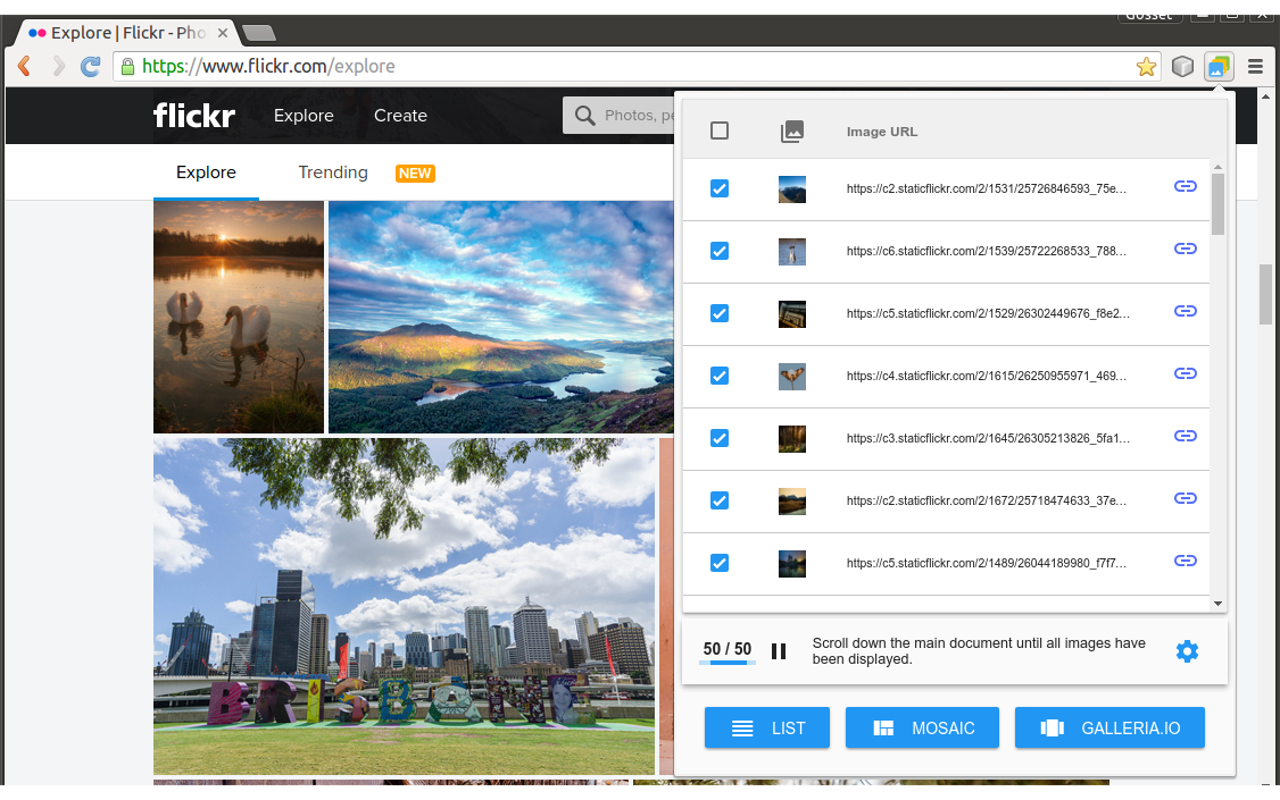 Gosset
Explore | Flickr - Pho
https://www.flickr.com/explore
flickr
Explore
Create
Photos, pe
Explore
Trending
NEW
Image URL
https://c2.staticflickr.com/2/1531/25726846593_75e...
https://c6.staticflickr.com/2/1539/25722268533_788...
https://c5.staticflickr.com/2/1529/26302449676_f8e2...
https://c4.staticflickr.com/2/1615/26250955971_469...
https://c3.staticflickr.com/2/1645/26305213826_5fa1...
https://c2.staticflickr.com/2/1672/25718474633_37e...
https://c5.staticflickr.com/2/1489/26044189980_f7f7...
50 / 50
Scroll down the main document until all images have
been displayed.
LIST
MOSAIC
GALLERIA.IO
BRISBANE